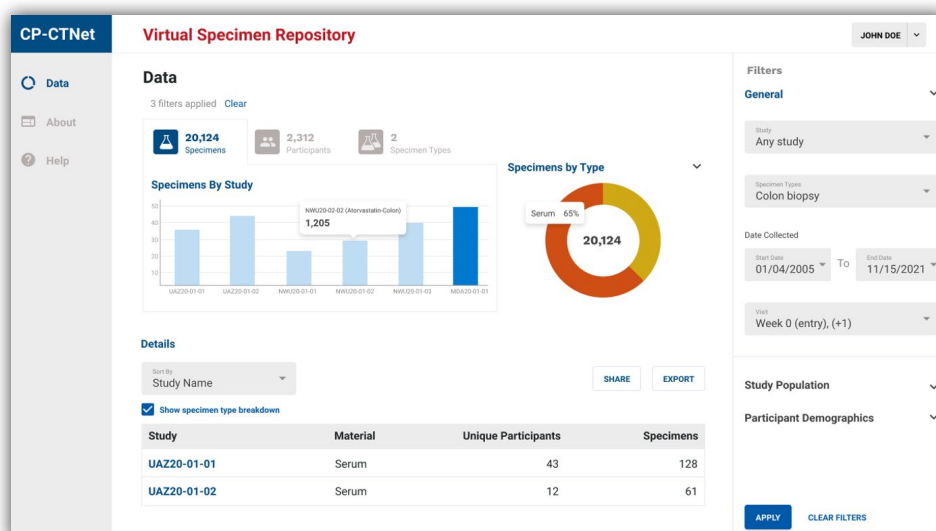 CP-CTNet
Virtual Specimen Repository
JOHN DOE
Data
About
Help
Data
3 filters applied Clear
20,124
Specimens
2,312
Participants
2
Specimen Types
Specimens By Study
50
40
30
20
10
NWU20-02-02 (Atorvastatin-Colon)
1,205
UAZ20-01-01 UAZ20-01-02 NWU20-01-01 NWU20-01-02 NWU20-01-03 MDA20-01-01
Specimens by Type
Serum 65%
20,124
Details
Sort By
Study Name
SHARE EXPORT
Show specimen type breakdown
Study Material Unique Participants Specimens
UAZ20-01-01 Serum 43 128
UAZ20-01-02 Serum 12 61
Filters
General
Study
Any study
Specimen Types
Colon biopsy
Date Collected
Start Date
01/04/2005
To
End Date
11/15/2021
Visit
Week 0 (entry), (+1)
Study Population
Participant Demographics
APPLY CLEAR FILTERS